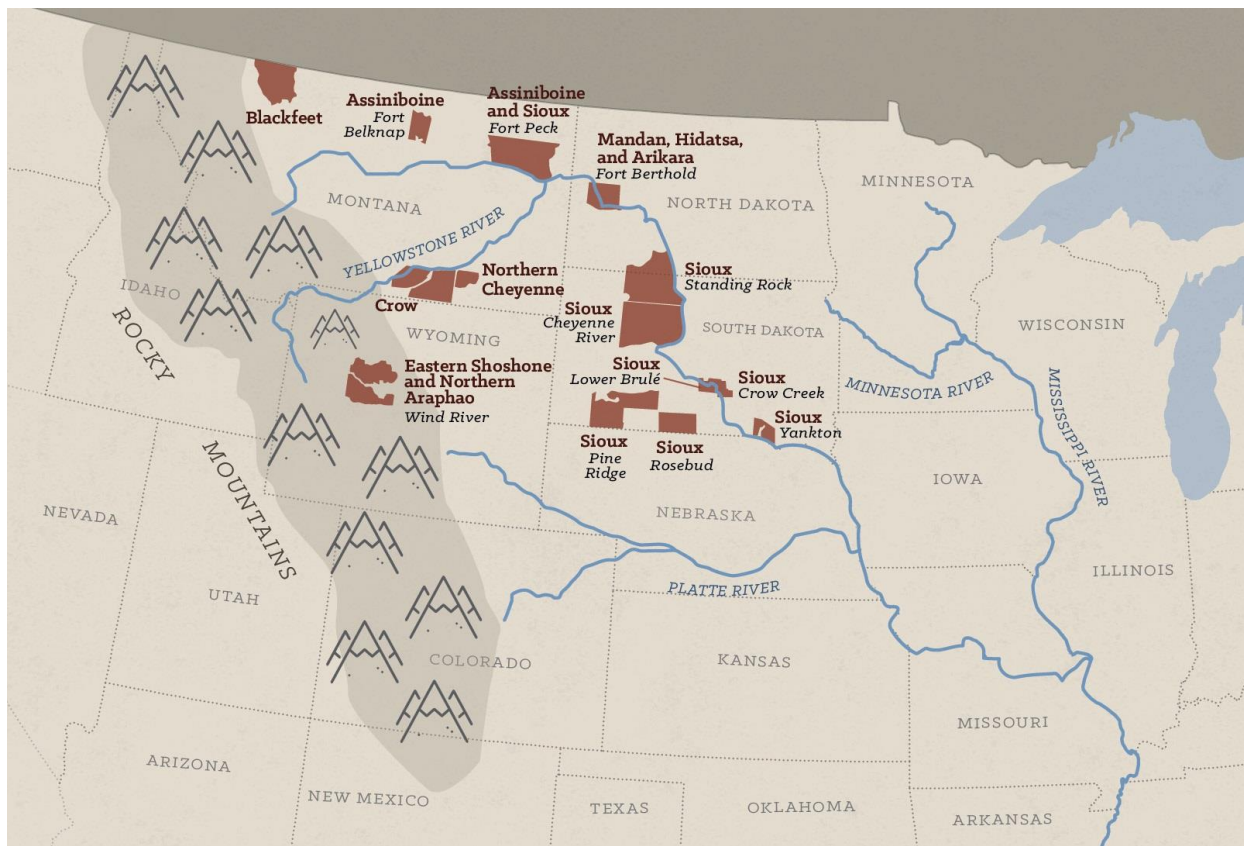 Blackfeet
Assiniboine
Fort
Belknap
Assiniboine
and Sioux
Fort Peck
Mandan, Hidatsa,
and Arikara
Fort Berthold
MINNESOTA
MONTANA
NORTH DAKOTA
YELLOWSTONE RIVER
Northern
Cheyenne
Crow
Sioux
Standing Rock
IDAHO
ROCKY
MOUNTAINS
WYOMING
Sioux
Cheyenne
River
SOUTH DAKOTA
WISCONSIN
Eastern Shoshone
and Northern
Araphao
Wind River
Sioux
Lower Brulé
Sioux
Crow Creek
MINNESOTA RIVER
MISSISSIPPI RIVER
Sioux
Pine
Ridge
Sioux
Rosebud
Sioux
Yankton
IOWA
NEVADA
NEBRASKA
PLATTE RIVER
ILLINOIS
UTAH
COLORADO
KANSAS
MISSOURI
ARIZONA
NEW MEXICO
TEXAS
OKLAHOMA
ARKANSAS